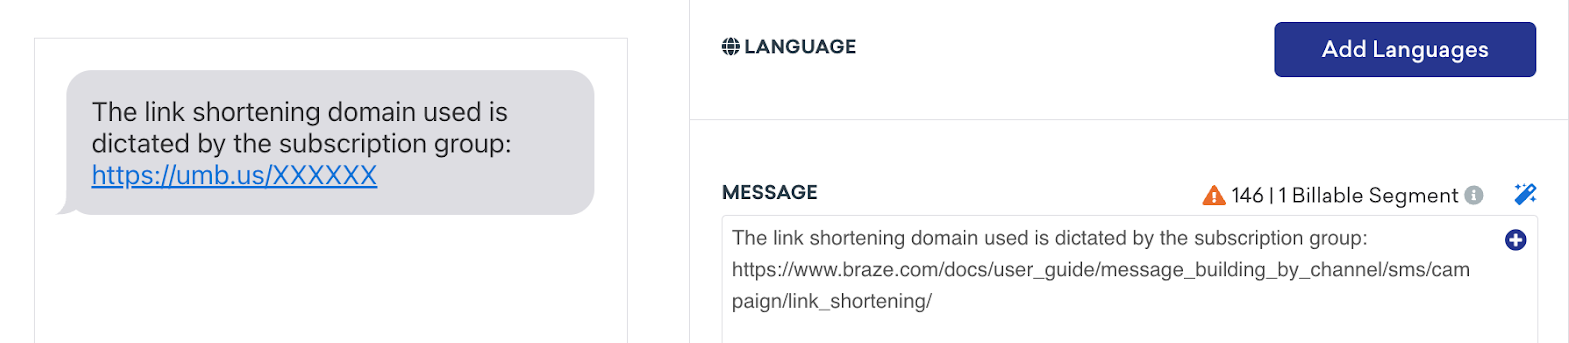 The link shortening domain used is
dictated by the subscription group:
https://umb.us/XXXXXX
LANGUAGE
Add Languages
MESSAGE
146 | 1 Billable Segment
The link shortening domain used is dictated by the subscription group:
https://www.braze.com/docs/user_guide/message_building_by_channel/sms/cam
paign/link_shortening/